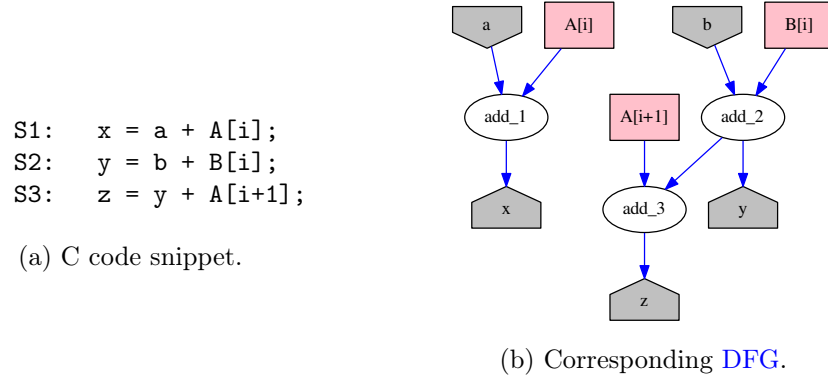 S1: x = a + A[i];
S2: y = b + B[i];
S3: z = y + A[i+1];
(a) C code snippet.
a
A[i]
b
B[i]
add_1
A[i+1]
add_2
x
add_3
y
z
(b) Corresponding DFG.